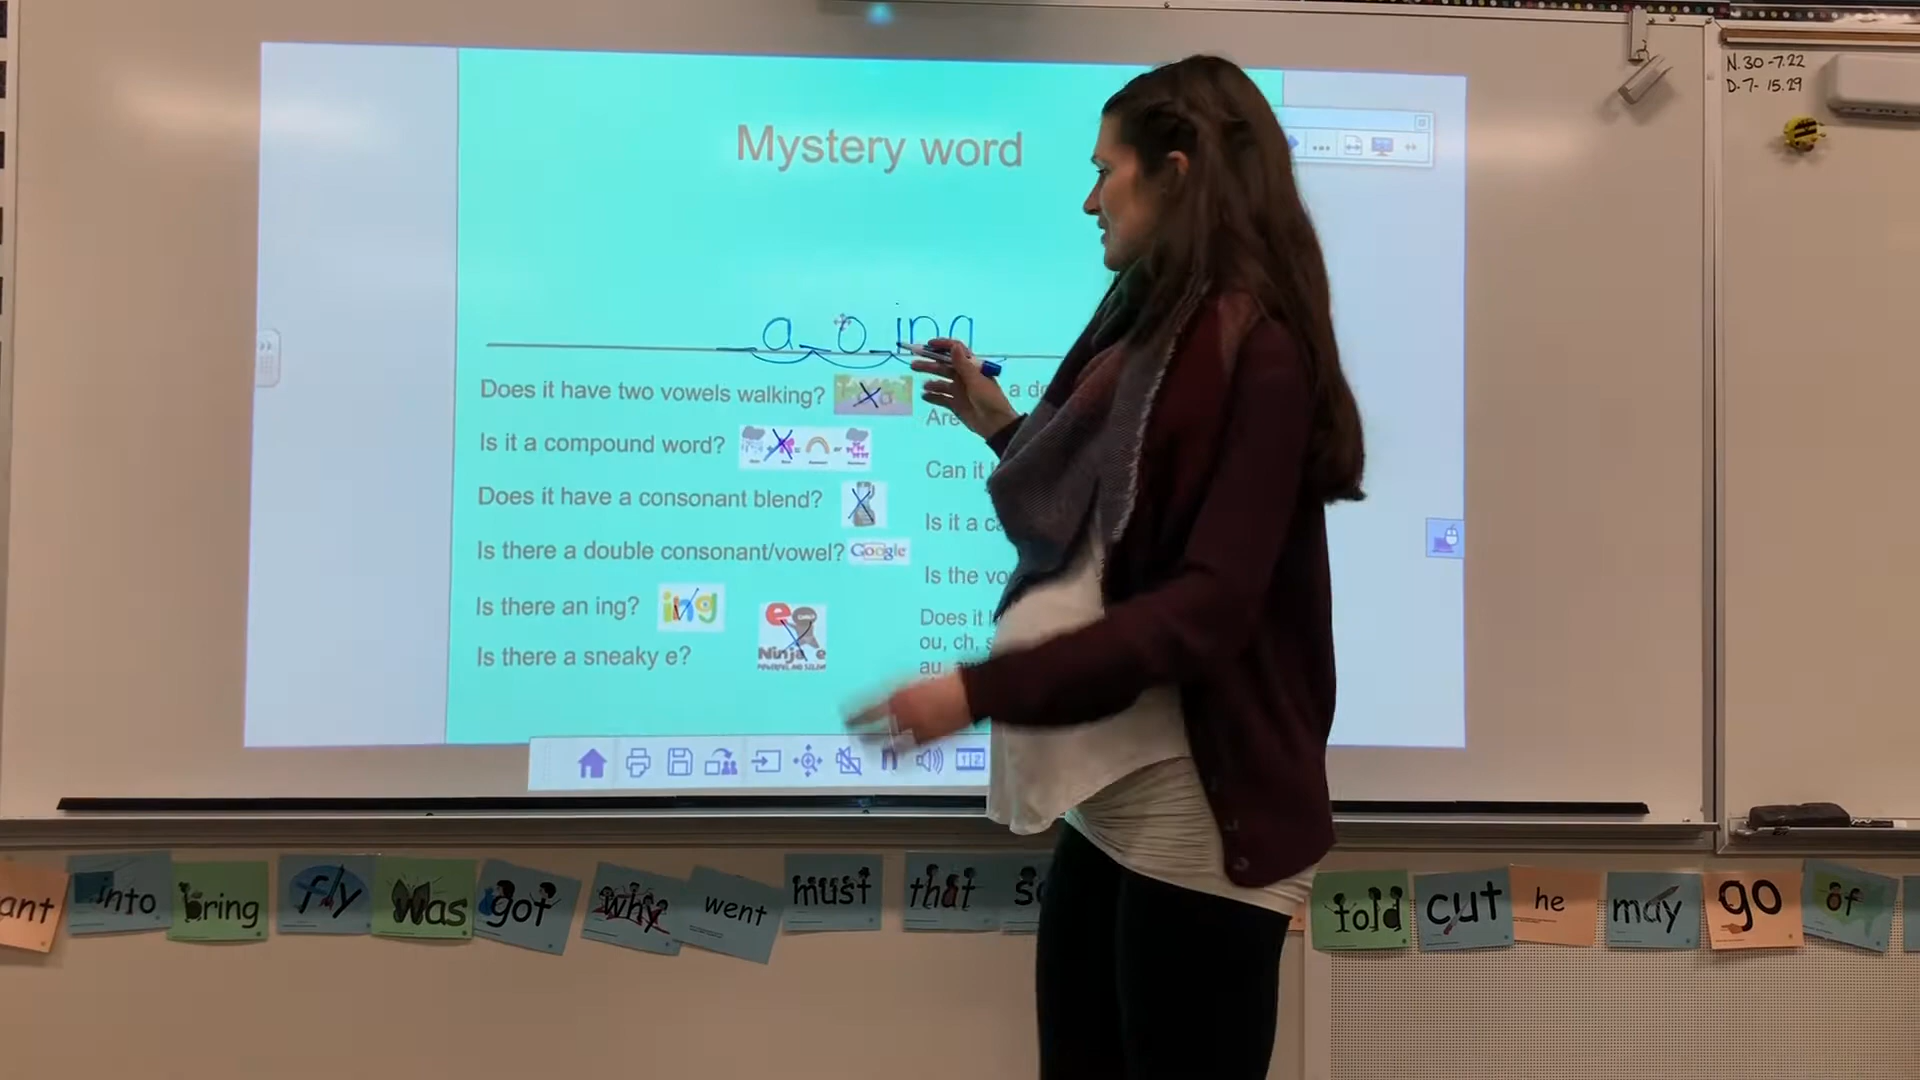 N. 30 - 7.22
D- 7- 15.29
Mystery word
a o ing
Does it have two vowels walking?
Is it a compound word?
Does it have a consonant blend?
Is there a double consonant/vowel? Google
Is there an ing? ing
Is there a sneaky e? e
Ninja e
a
Are
Can it
Is it a
Is the
Does it
ou, ch,
au,
1 2
ant into bring fly was got why went must that told cut he may go of